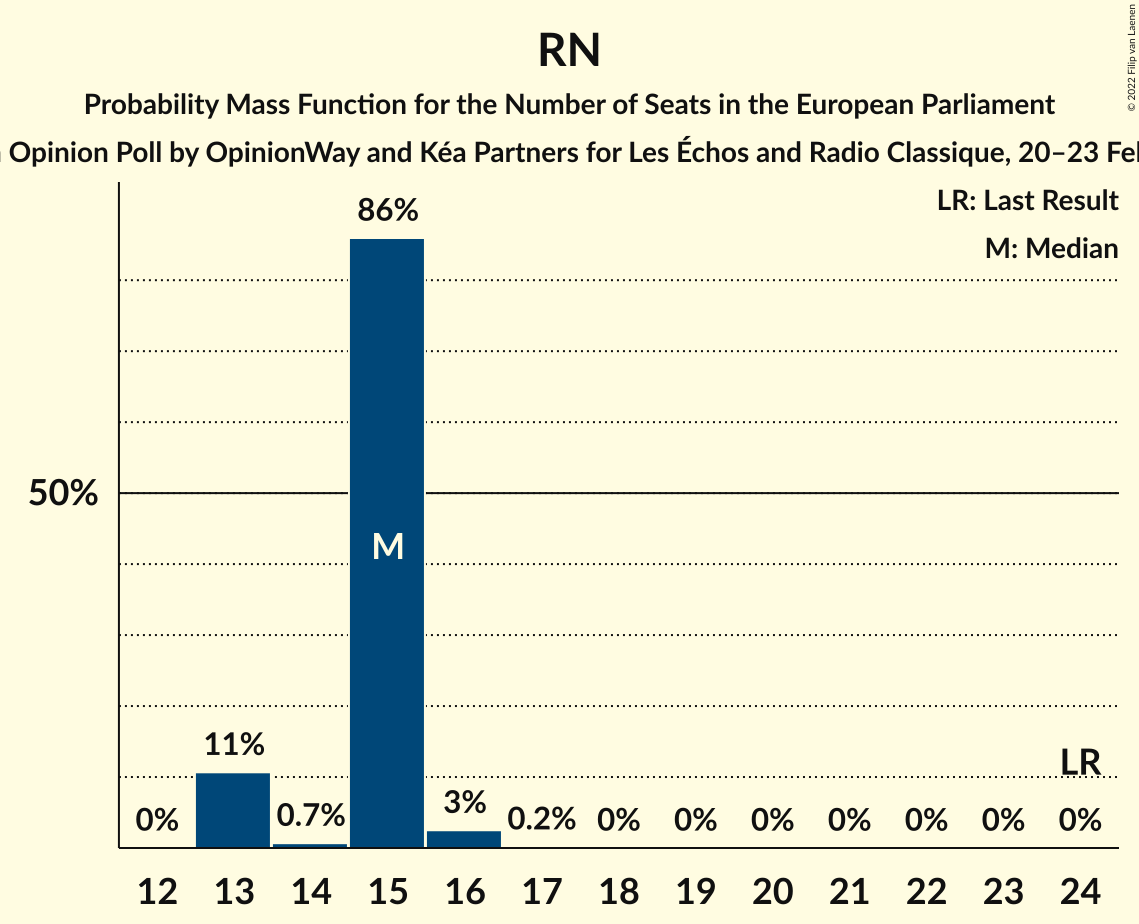 RN
Probability Mass Function for the Number of Seats in the European Parliament
Opinion Poll by OpinionWay and Kéa Partners for Les Échos and Radio Classique, 20–23 Fe
© 2022 Filip van Laenen
LR: Last Result
M: Median
86%
50%
M
11%
LR
0%
0.7%
3%
0.2%
0%
0%
0%
0%
0%
0%
0%
12 13 14 15 16 17 18 19 20 21 22 23 24